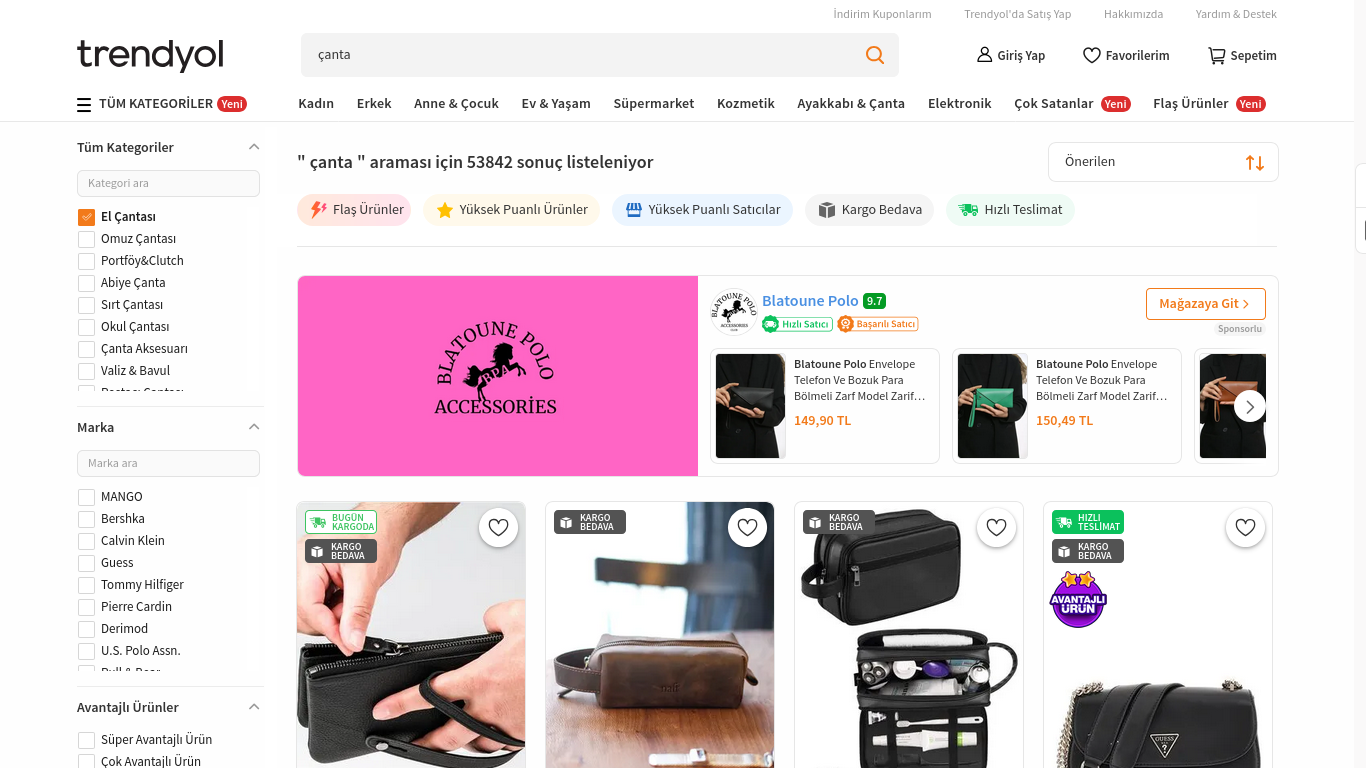 İndirim Kuponlarım Trendyol'da Satış Yap Hakkımızda Yardım & Destek
trendyol
çanta
Giriş Yap Favorilerim Sepetim
TÜM KATEGORİLER Yeni Kadın Erkek Anne & Çocuk Ev & Yaşam Süpermarket Kozmetik Ayakkabı & Çanta Elektronik Çok Satanlar Yeni Flaş Ürünler Yeni
Tüm Kategoriler
Kategori ara
El Çantası
Omuz Çantası
Portföy&Clutch
Abiye Çanta
Sırt Çantası
Okul Çantası
Çanta Aksesuarı
Valiz & Bavul
Marka
Marka ara
MANGO
Bershka
Calvin Klein
Guess
Tommy Hilfiger
Pierre Cardin
Derimod
U.S. Polo Assn.
Avantajlı Ürünler
Süper Avantajlı Ürün
Çok Avantajlı Ürün
" çanta " araması için 53842 sonuç listeleniyor
Önerilen
Flaş Ürünler Yüksek Puanlı Ürünler Yüksek Puanlı Satıcılar Kargo Bedava Hızlı Teslimat
BLATOUNE POLO
BPA
ACCESSORİES
BLATOUNE POLO
Blatoune Polo 9.7
Hızlı Satıcı Başarılı Satıcı
Mağazaya Git
Sponsorlu
Blatoune Polo Envelope
Telefon Ve Bozuk Para
Bölmeli Zarf Model Zarif...
149,90 TL
Blatoune Polo Envelope
Telefon Ve Bozuk Para
Bölmeli Zarf Model Zarif...
150,49 TL
BUGÜN
KARGODA
KARGO
BEDAVA
KARGO
BEDAVA
KARGO
BEDAVA
HIZLI
TESLİMAT
KARGO
BEDAVA
AVANTAJLI
ÜRÜN
GUESS
?